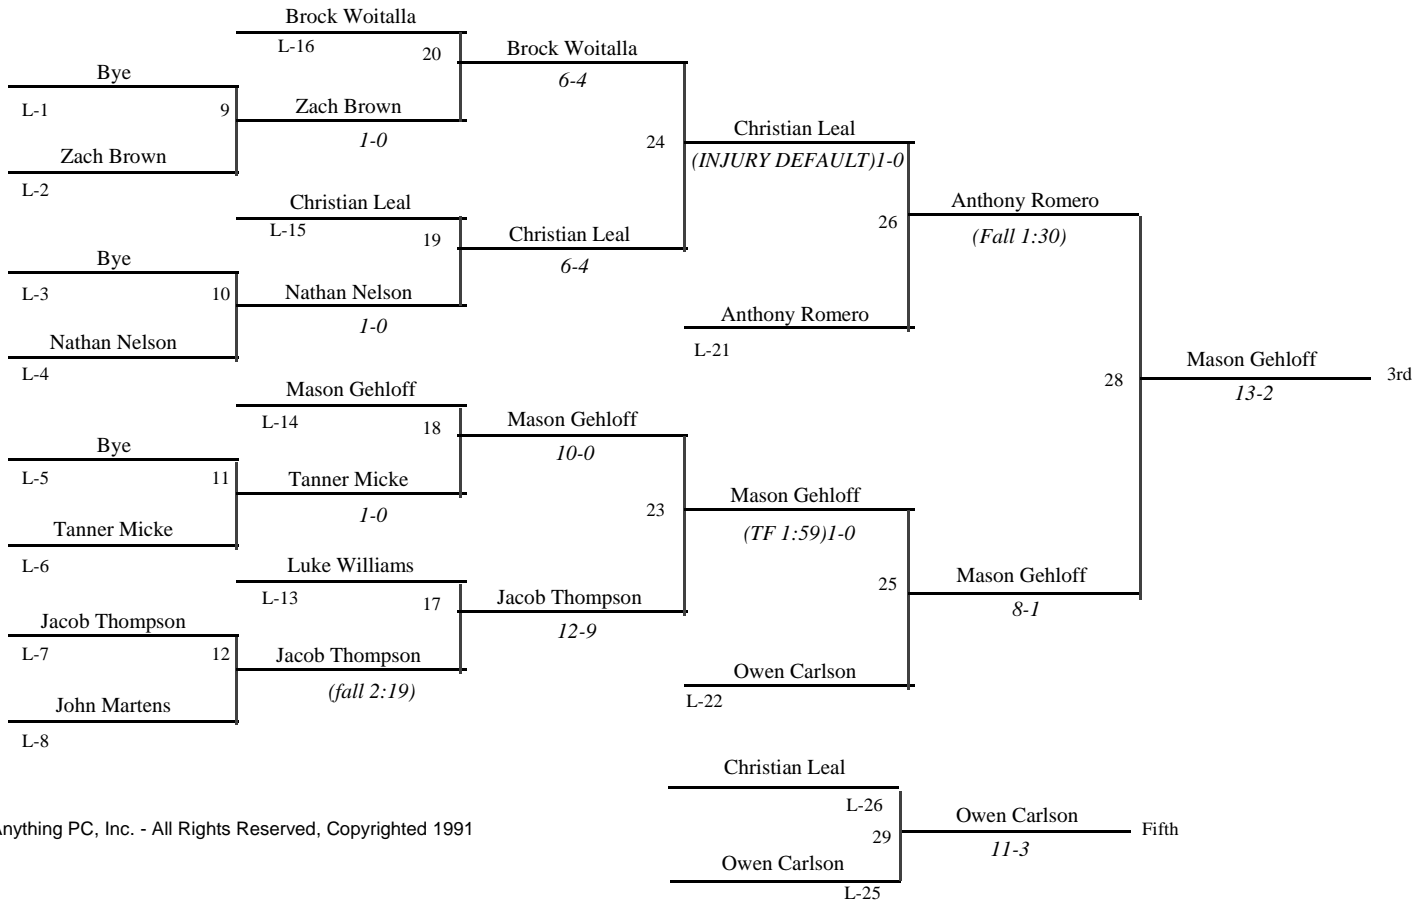 Brock Woitalla
L-16
20
Brock Woitalla
6-4
Bye
L-1
9
Zach Brown
1-0
Zach Brown
L-2
24
Christian Leal
(INJURY DEFAULT)1-0
Christian Leal
L-15
19
Christian Leal
6-4
Anthony Romero
(Fall 1:30)
26
Bye
L-3
10
Nathan Nelson
1-0
Nathan Nelson
L-4
Anthony Romero
L-21
Mason Gehloff
13-2
3rd
28
Mason Gehloff
L-14
18
Mason Gehloff
10-0
Bye
L-5
11
Tanner Micke
1-0
Tanner Micke
L-6
23
Mason Gehloff
(TF 1:59)1-0
Luke Williams
L-13
17
Jacob Thompson
12-9
25
Mason Gehloff
8-1
Jacob Thompson
L-7
12
Jacob Thompson
(fall 2:19)
John Martens
L-8
Owen Carlson
L-22
Christian Leal
L-26
29
Owen Carlson
11-3
Fifth
Owen Carlson
L-25
nything PC, Inc. - All Rights Reserved, Copyrighted 1991